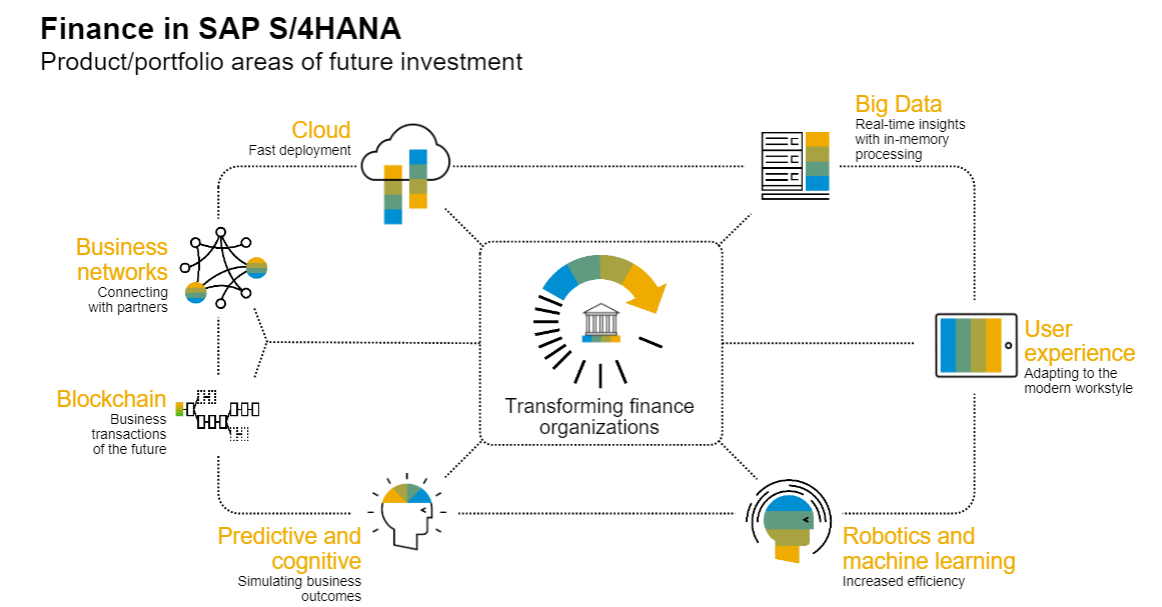 Finance in SAP S/4HANA
Product/portfolio areas of future investment
Cloud
Fast deployment
Big Data
Real-time insights
with in-memory
processing
Business
networks
Connecting
with partners
User
experience
Adapting to the
modern workstyle
Transforming finance
organizations
Blockchain
Business
transactions
of the future
Predictive and
cognitive
Simulating business
outcomes
Robotics and
machine learning
Increased efficiency